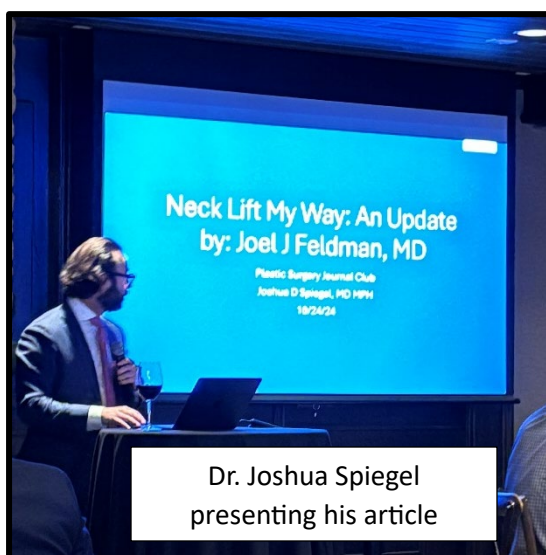 Neck Lift My Way: An Update
by: Joel J Feldman, MD
Plastic Surgery Journal Club
Joshua D Spiegel, MD MPH
10/24/24
Dr. Joshua Spiegel
presenting his article